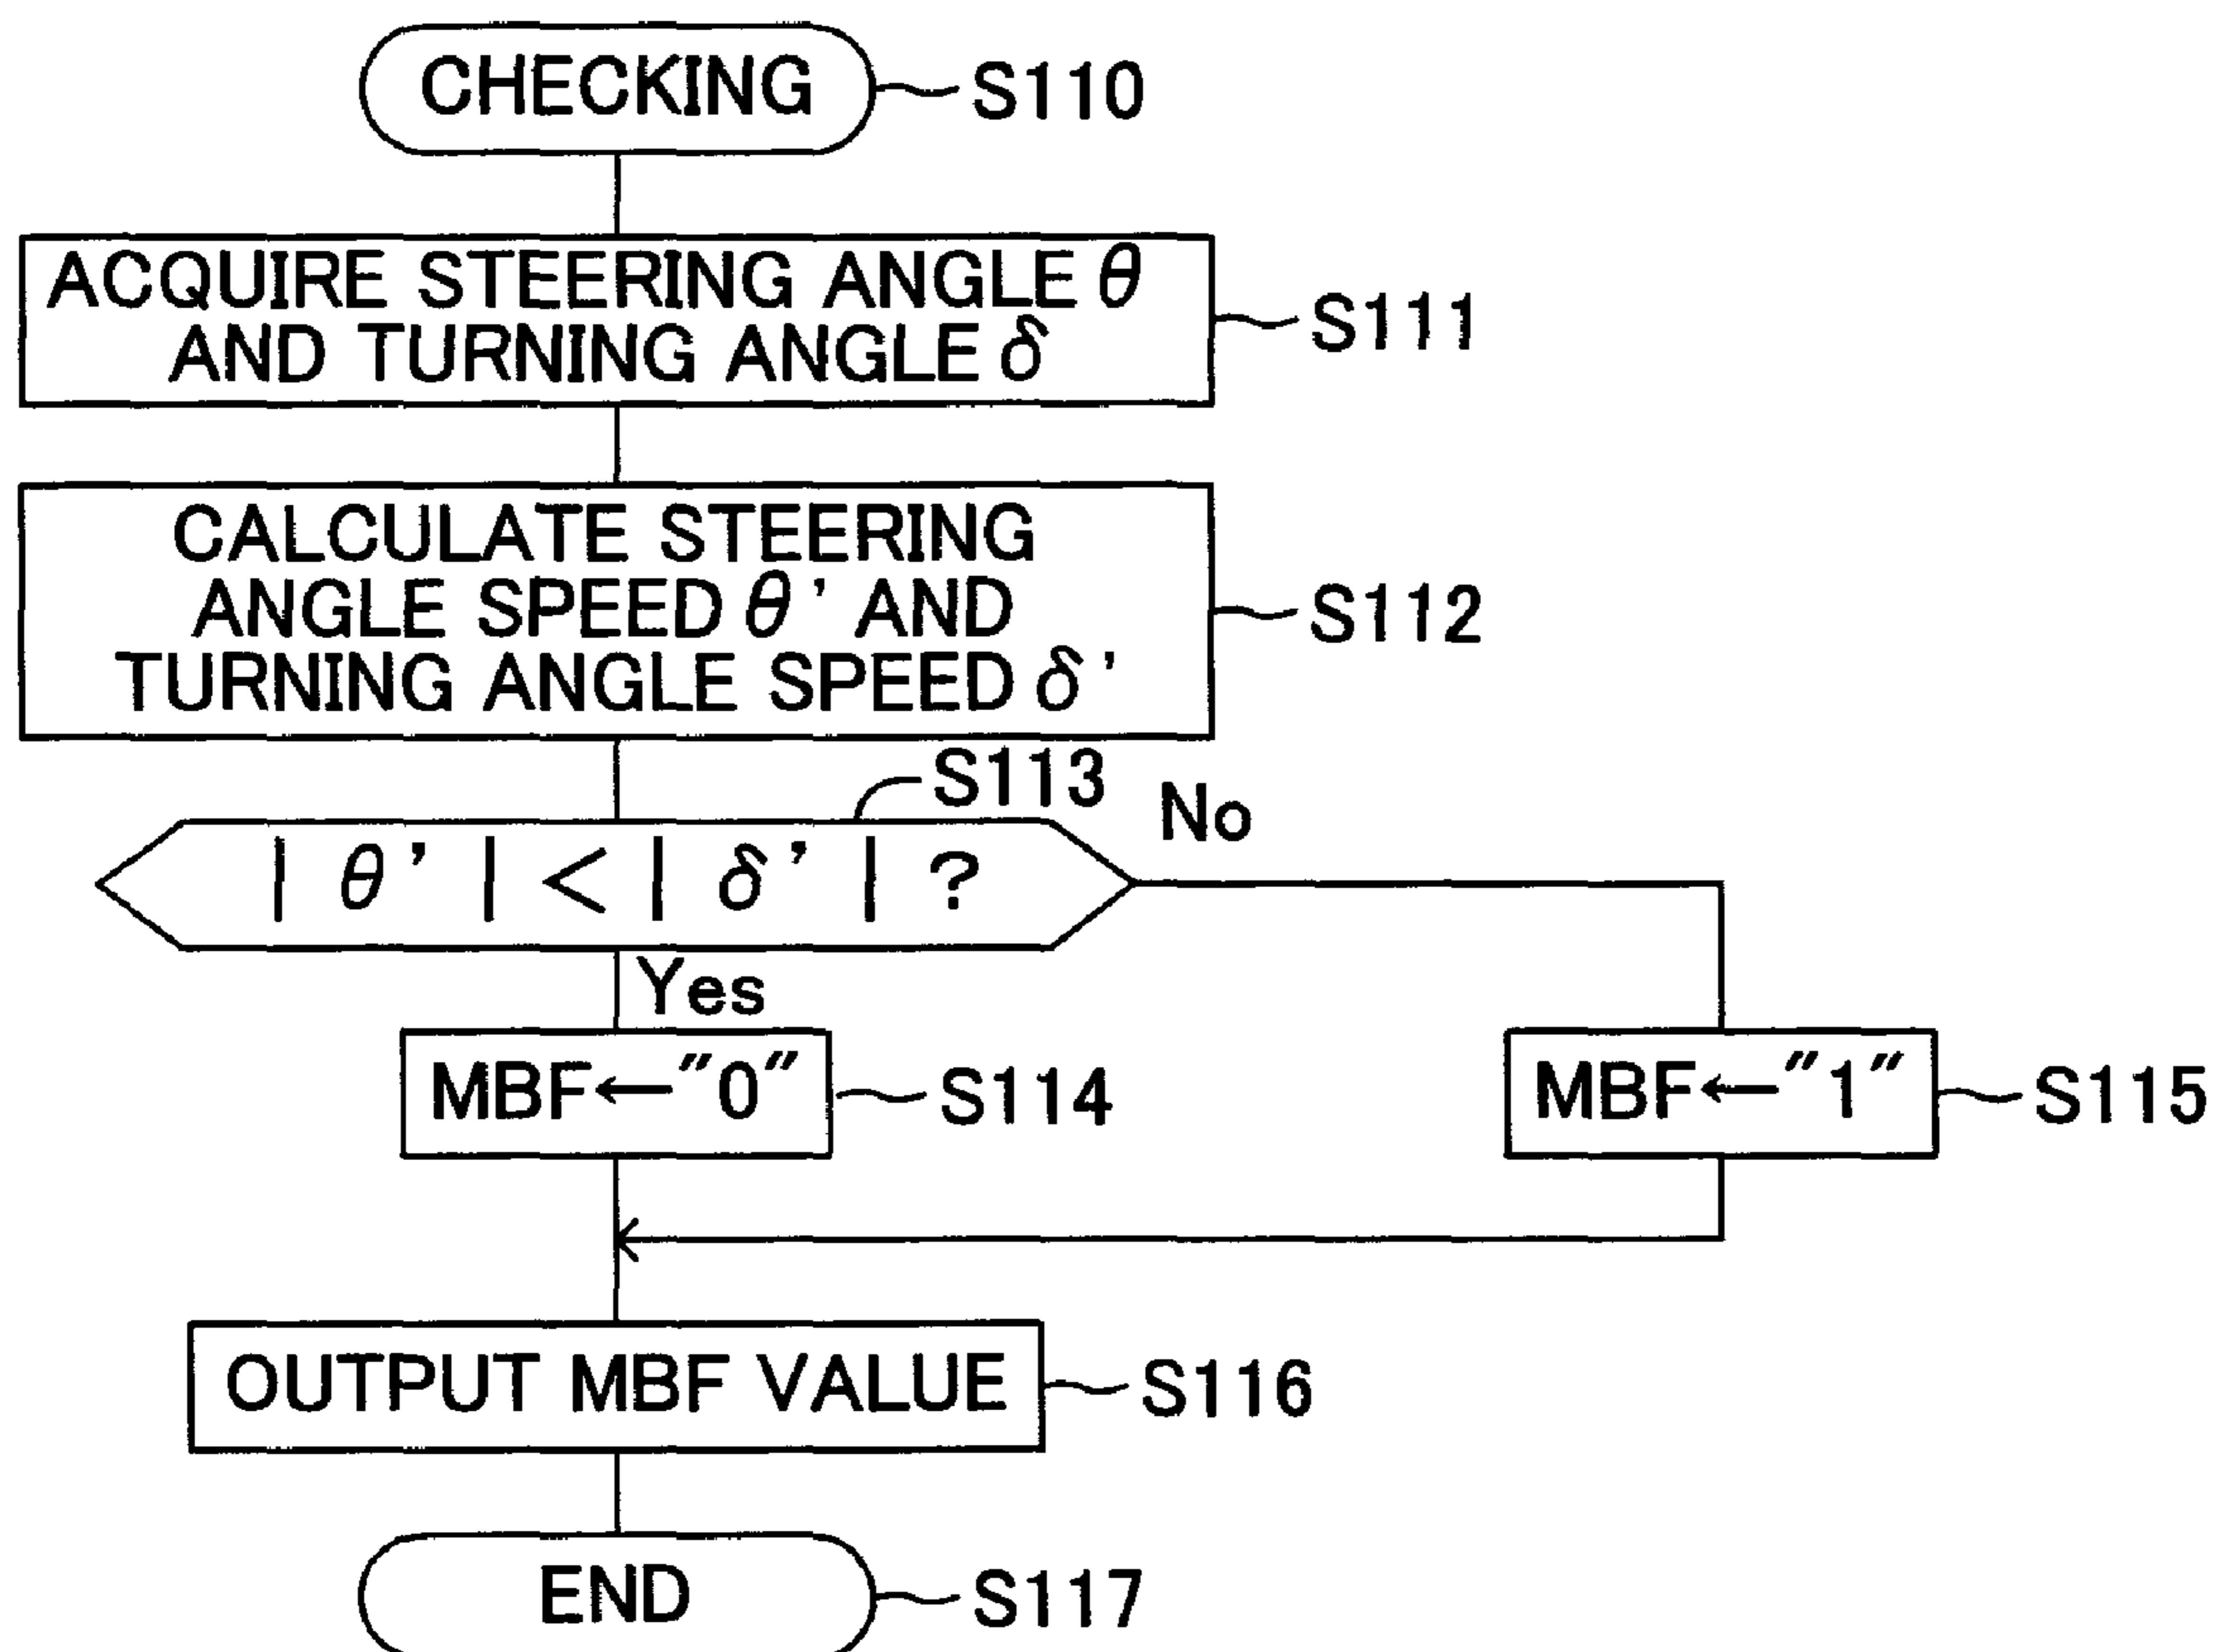 CHECKING
S110
ACQUIRE STEERING ANGLE θ
AND TURNING ANGLE δ
S111
CALCULATE STEERING
ANGLE SPEED θ' AND
TURNING ANGLE SPEED δ'
S112
S113
| θ' | < | δ' | ?
No
Yes
MBF←"0"
S114
MBF←"1"
S115
OUTPUT MBF VALUE
S116
END
S117